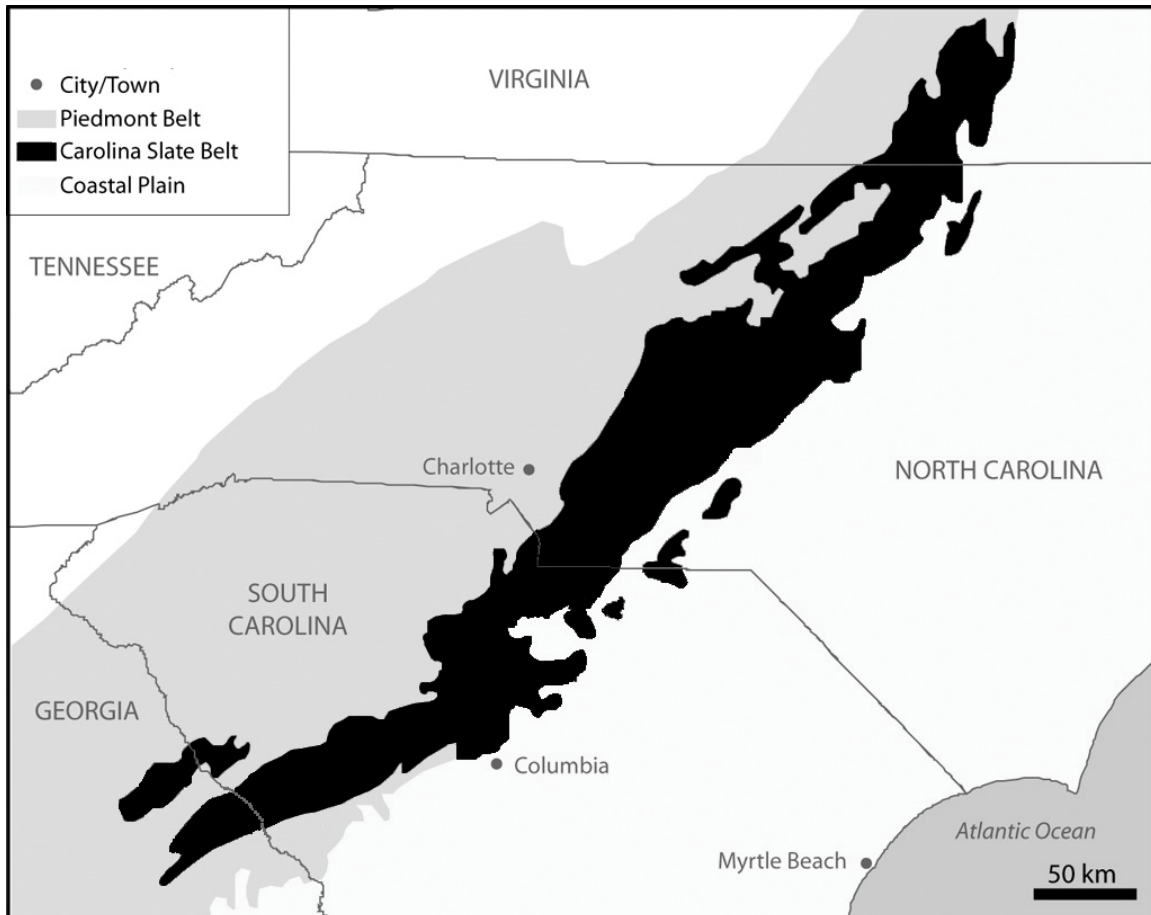 City/Town
Piedmont Belt
Carolina Slate Belt
Coastal Plain
VIRGINIA
TENNESSEE
Charlotte
NORTH CAROLINA
SOUTH
CAROLINA
GEORGIA
Columbia
Myrtle Beach
Atlantic Ocean
50 km